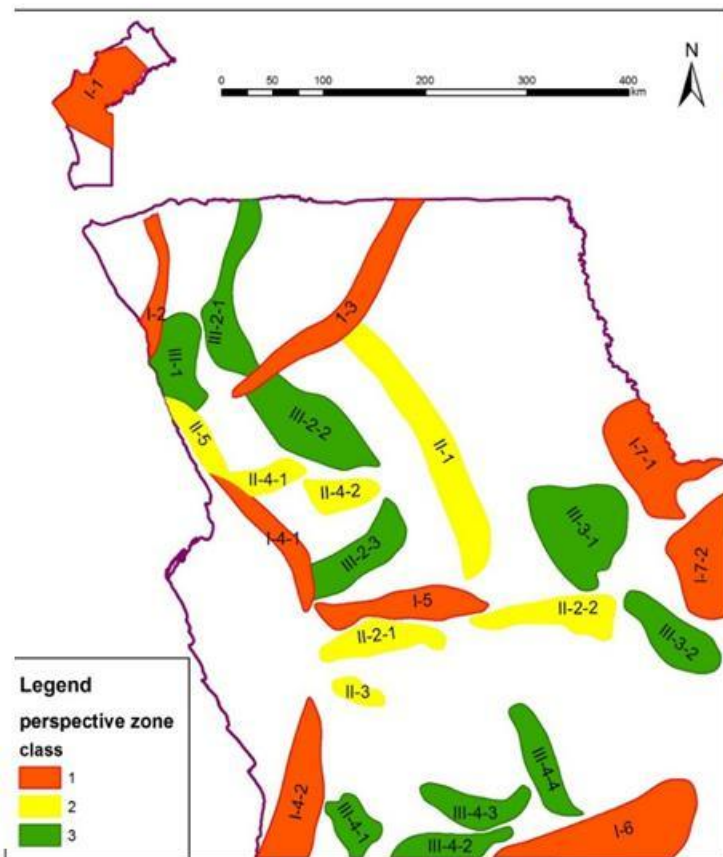 N
0 50 100 200 300 400
km
I-1
I-2
III-2-1
1-3
III-1
III-2-2
II-5
II-1
II-4-1
II-4-2
I-7-1
III-3-1
I-4-1
III-2-3
I-7-2
I-5
II-2-2
II-2-1
III-3-2
II-3
Legend
perspective zone
class
1
2
3
I-4-2
III-4-4
III-4-3
III-4-1
I-6
III-4-2